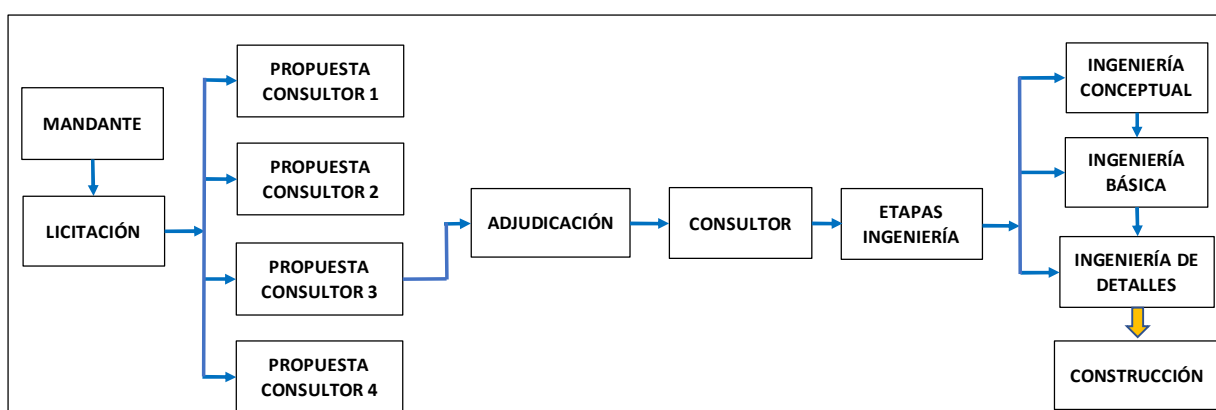 MANDANTE
LICITACIÓN
PROPUESTA
CONSULTOR 1
PROPUESTA
CONSULTOR 2
PROPUESTA
CONSULTOR 3
PROPUESTA
CONSULTOR 4
ADJUDICACIÓN
CONSULTOR
ETAPAS
INGENIERÍA
INGENIERÍA
CONCEPTUAL
INGENIERÍA
BÁSICA
INGENIERÍA DE
DETALLES
CONSTRUCCIÓN